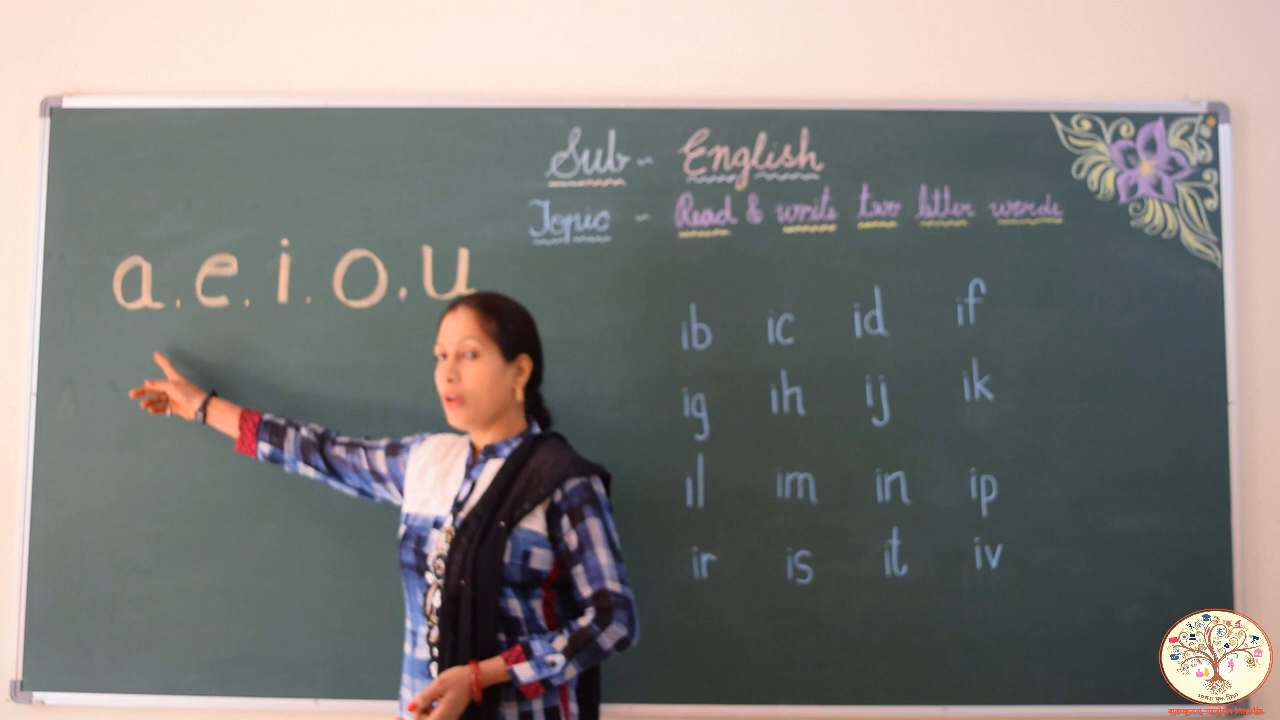 Sub - English
Topic - Read & write two letter words
a . e . i . o . u
ib ic id if
ig ih ij ik
il im in ip
ir is it iv